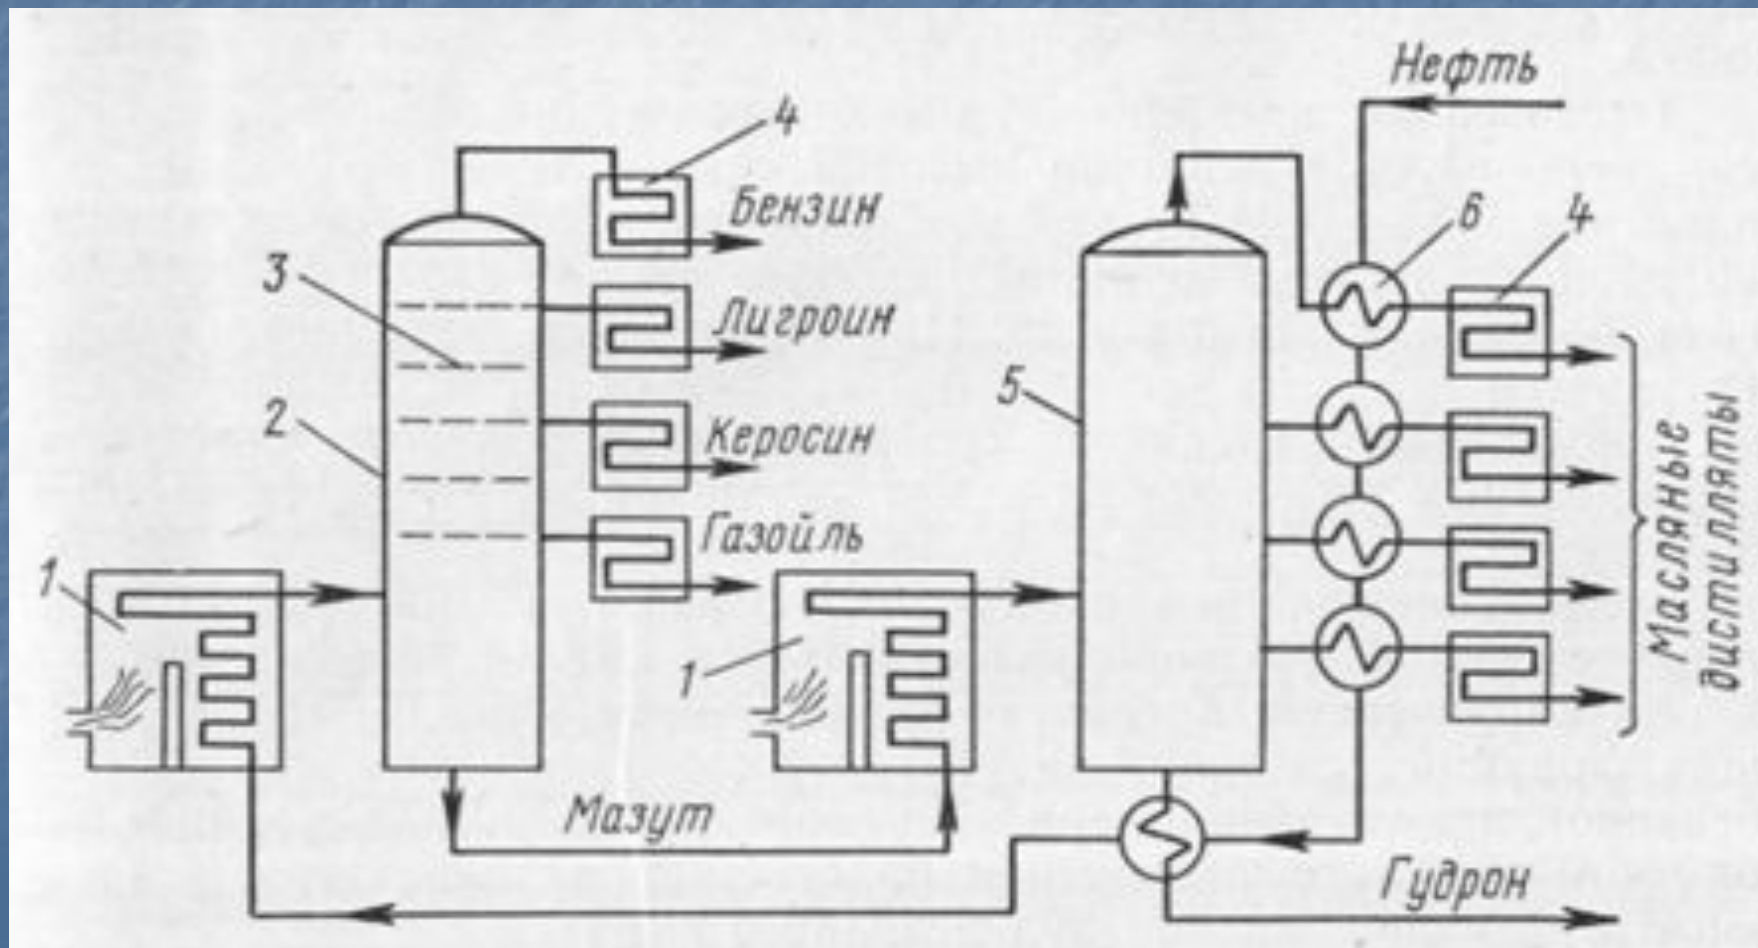 Нефть
4
Бензин
6
4
3
Лигроин
5
2
Керосин
Масляные
дистилляты
Газойль
1
1
Мазут
Гудрон